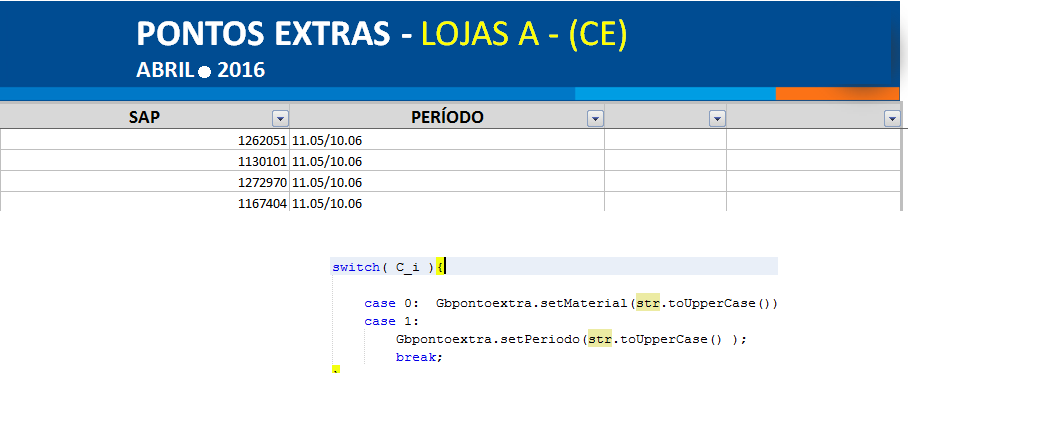 PONTOS EXTRAS - LOJAS A - (CE)
ABRIL ● 2016
SAP PERÍODO
1262051 11.05/10.06
1130101 11.05/10.06
1272970 11.05/10.06
1167404 11.05/10.06
switch( C_i ){
case 0: Gbpontoextra.setMaterial(str.toUpperCase())
case 1:
Gbpontoextra.setPeriodo(str.toUpperCase() );
break;